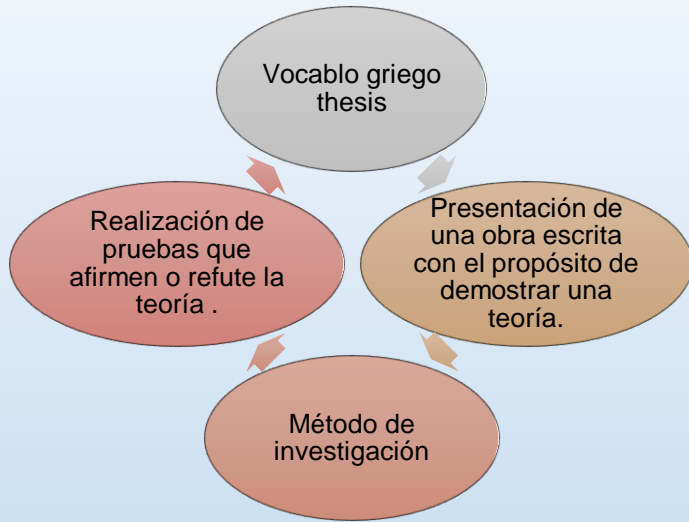 Vocablo griego
thesis
Presentación de
una obra escrita
con el propósito de
demostrar una
teoría.
Método de
investigación
Realización de
pruebas que
afirmen o refute la
teoría .